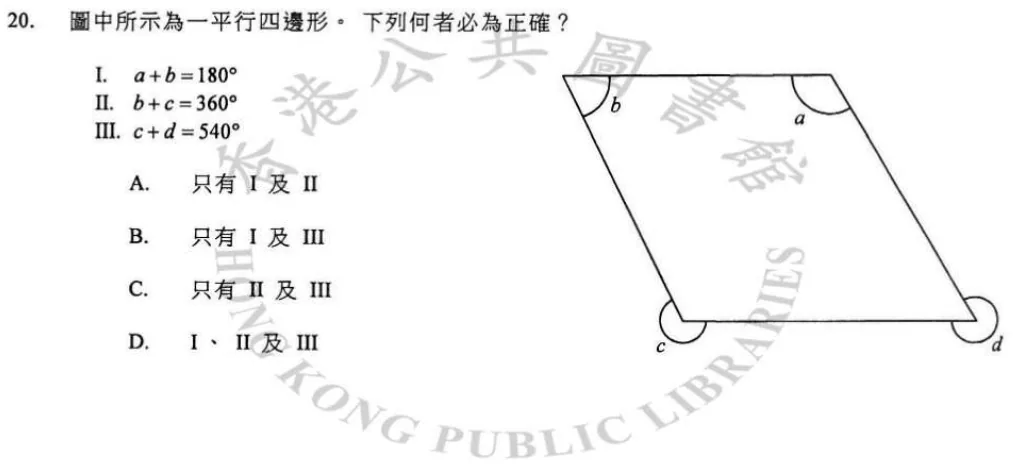 20. 圖中所示為一平行四邊形。 下列何者必為正確？
I. a + b = 180°
II. b + c = 360°
III. c + d = 540°
A. 只有 I 及 II
B. 只有 I 及 III
C. 只有 II 及 III
D. I、 II 及 III
b
a
c
d
香港公共圖書館
HONG KONG PUBLIC LIBRARIES